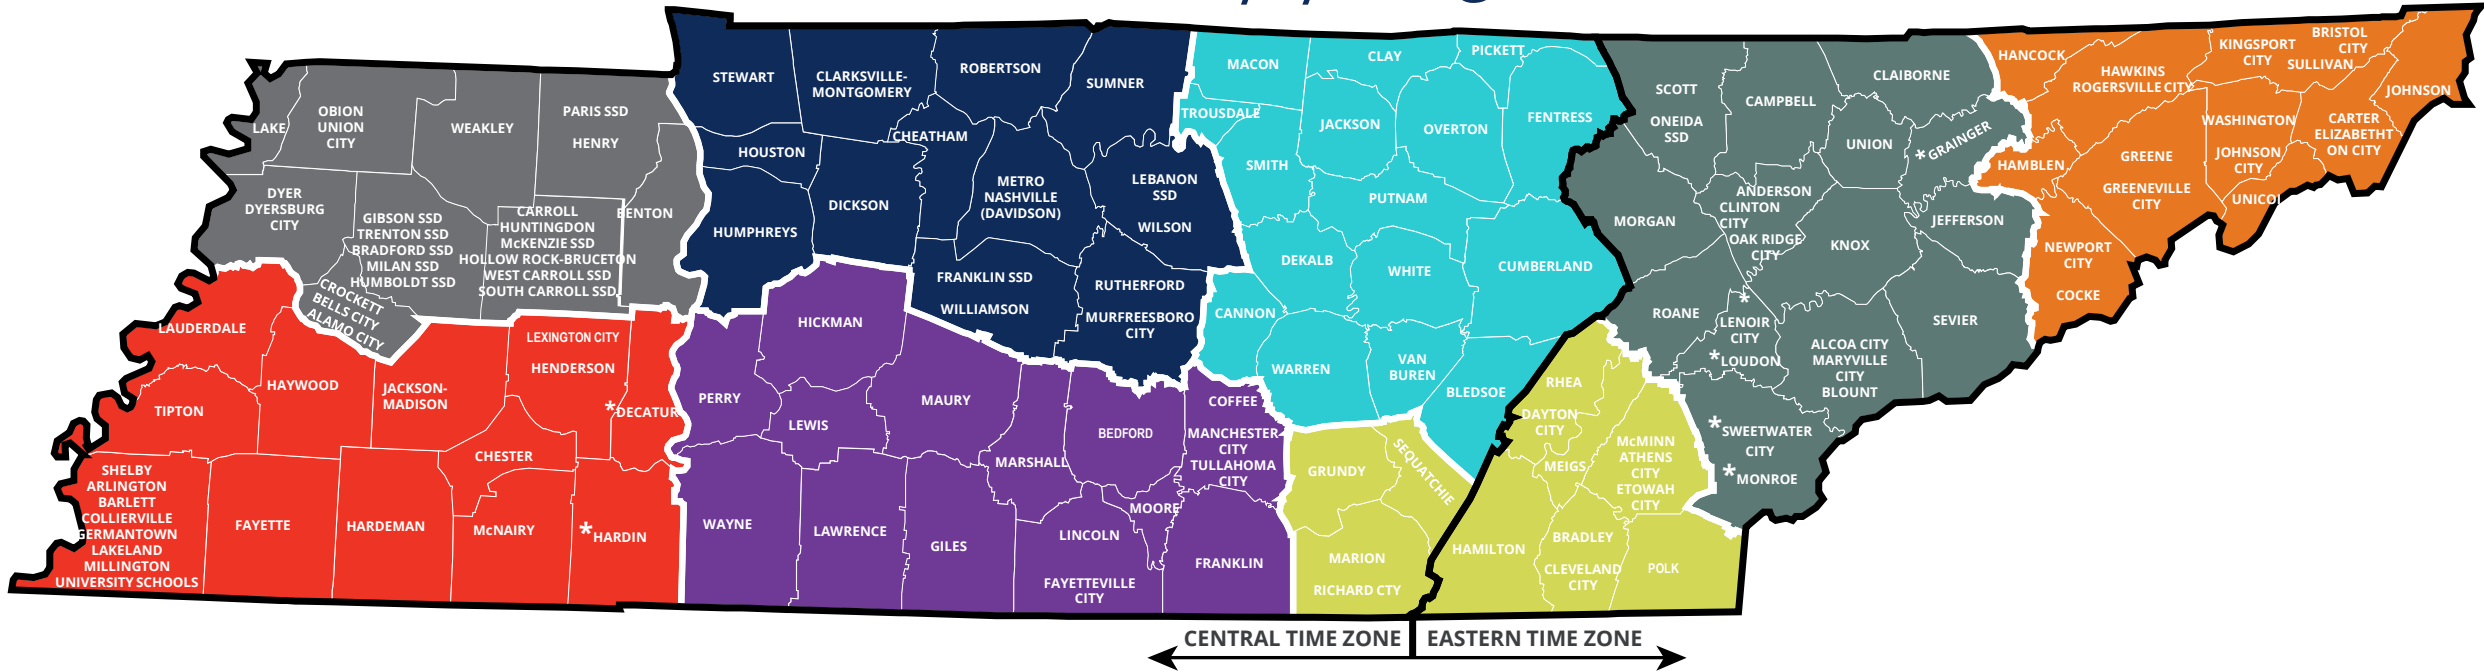 LAKE
OBION
UNION
CITY
WEAKLEY
PARIS SSD
HENRY
DYER
DYERSBURG
CITY
GIBSON SSD
TRENTON SSD
BRADFORD SSD
MILAN SSD
HUMBOLDT SSD
CARROLL
HUNTINGDON
McKENZIE SSD
HOLLOW ROCK-BRUCETON
WEST CARROLL SSD
SOUTH CARROLL SSD
BENTON
CROCKETT
BELLS CITY
ALAMO CITY
LAUDERDALE
HAYWOOD
TIPTON
JACKSON-
MADISON
LEXINGTON CITY
HENDERSON
*DECATUR
CHESTER
SHELBY
ARLINGTON
BARLETT
COLLIERVILLE
GERMANTOWN
LAKELAND
MILLINGTON
UNIVERSITY SCHOOLS
FAYETTE
HARDEMAN
McNAIRY
*HARDIN
STEWART
CLARKSVILLE-
MONTGOMERY
ROBERTSON
SUMNER
HOUSTON
CHEATHAM
HUMPHREYS
DICKSON
METRO
NASHVILLE
(DAVIDSON)
LEBANON
SSD
WILSON
FRANKLIN SSD
WILLIAMSON
RUTHERFORD
MURFREESBORO
CITY
HICKMAN
PERRY
LEWIS
MAURY
MARSHALL
BEDFORD
COFFEE
MANCHESTER
CITY
TULLAHOMA
CITY
MOORE
WAYNE
LAWRENCE
GILES
LINCOLN
FAYETTEVILLE
CITY
FRANKLIN
MACON
CLAY
PICKETT
TROUSDALE
JACKSON
OVERTON
FENTRESS
SMITH
PUTNAM
DEKALB
WHITE
CUMBERLAND
CANNON
WARREN
VAN
BUREN
BLEDSOE
GRUNDY
SEQUATCHIE
MARION
RICHARD CTY
RHEA
DAYTON
CITY
MEIGS
McMINN
ATHENS
CITY
ETOWAH
CITY
HAMILTON
BRADLEY
CLEVELAND
CITY
POLK
SCOTT
ONEIDA
SSD
CAMPBELL
CLAIBORNE
UNION
*GRAINGER
MORGAN
ANDERSON
CLINTON
CITY
OAK RIDGE
CITY
KNOX
JEFFERSON
ROANE
*
LENOIR
CITY
*LOUDON
ALCOA CITY
MARYVILLE
CITY
BLOUNT
SEVIER
*SWEETWATER
CITY
*MONROE
HANCOCK
HAWKINS
ROGERSVILLE CITY
KINGSPORT
CITY
BRISTOL
CITY
SULLIVAN
JOHNSON
HAMBLEN
GREENE
GREENEVILLE
CITY
WASHINGTON
JOHNSON
CITY
CARTER
ELIZABETHT
ON CITY
UNICOI
NEWPORT
CITY
COCKE
CENTRAL TIME ZONE
EASTERN TIME ZONE